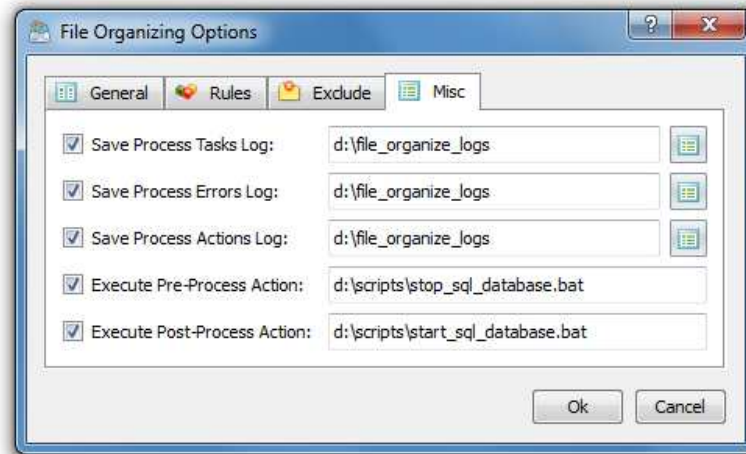 File Organizing Options ?
General Rules Exclude Misc
Save Process Tasks Log: d:\file_organize_logs
Save Process Errors Log: d:\file_organize_logs
Save Process Actions Log: d:\file_organize_logs
Execute Pre-Process Action: d:\scripts\stop_sql_database.bat
Execute Post-Process Action: d:\scripts\start_sql_database.bat
Ok Cancel